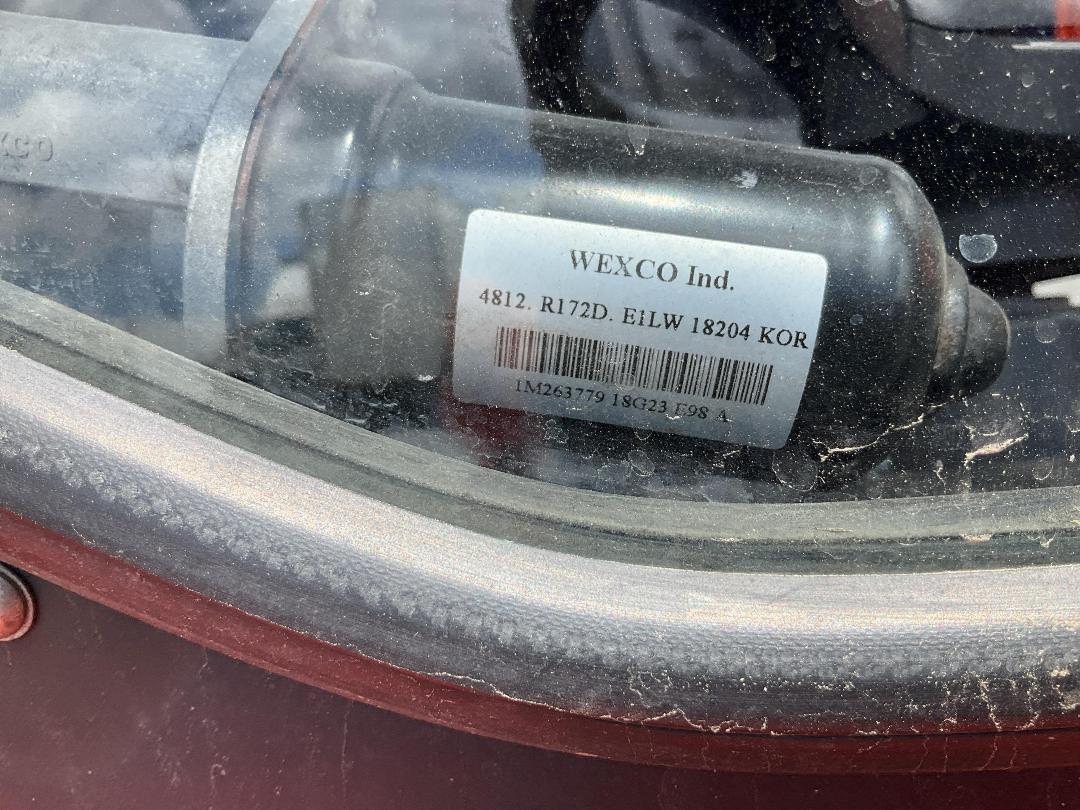 WEXCO Ind.
4812. R172D. E1LW 18204 KOR
1M263779 18G23 E98 A